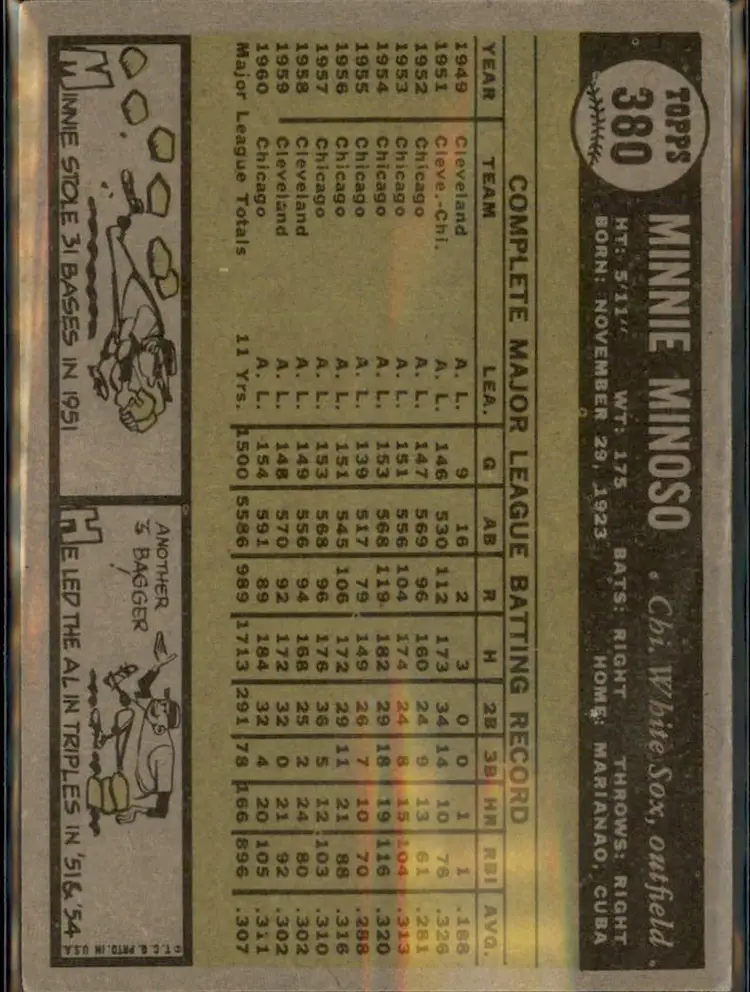 TOPPS
380
MINNIE MINOSO . Chi. White Sox, outfield .
HT: 5'11" WT: 175 BATS: RIGHT THROWS: RIGHT
BORN: NOVEMBER 29, 1923 HOME: MARIANAO, CUBA
COMPLETE MAJOR LEAGUE BATTING RECORD
YEAR TEAM LEA. G AB R H 2B 3B HR RBI AVG.
1949 Cleveland A. L. 9 16 2 3 0 0 1 1 .188
1951 Cleve.-Chi. A. L. 146 530 112 173 34 14 10 76 .326
1952 Chicago A. L. 147 569 96 160 24 9 13 61 .281
1953 Chicago A. L. 151 556 104 174 24 8 15 104 .313
1954 Chicago A. L. 153 568 119 182 29 18 19 116 .320
1955 Chicago A. L. 139 517 79 149 26 7 10 70 .288
1956 Chicago A. L. 151 545 106 172 29 11 21 88 .316
1957 Chicago A. L. 153 568 96 176 36 5 12 103 .310
1958 Cleveland A. L. 149 556 94 168 25 2 24 80 .302
1959 Cleveland A. L. 148 570 92 172 32 0 21 92 .302
1960 Chicago A. L. 154 591 89 184 32 4 20 105 .311
Major League Totals 11 Yrs. 1500 5586 989 1713 291 78 166 896 .307
MINNIE STOLE 31 BASES IN 1951
ANOTHER
3 BAGGER
HE LED THE AL IN TRIPLES IN '51 & '54
© T.C.G. PRTD. IN U.S.A.